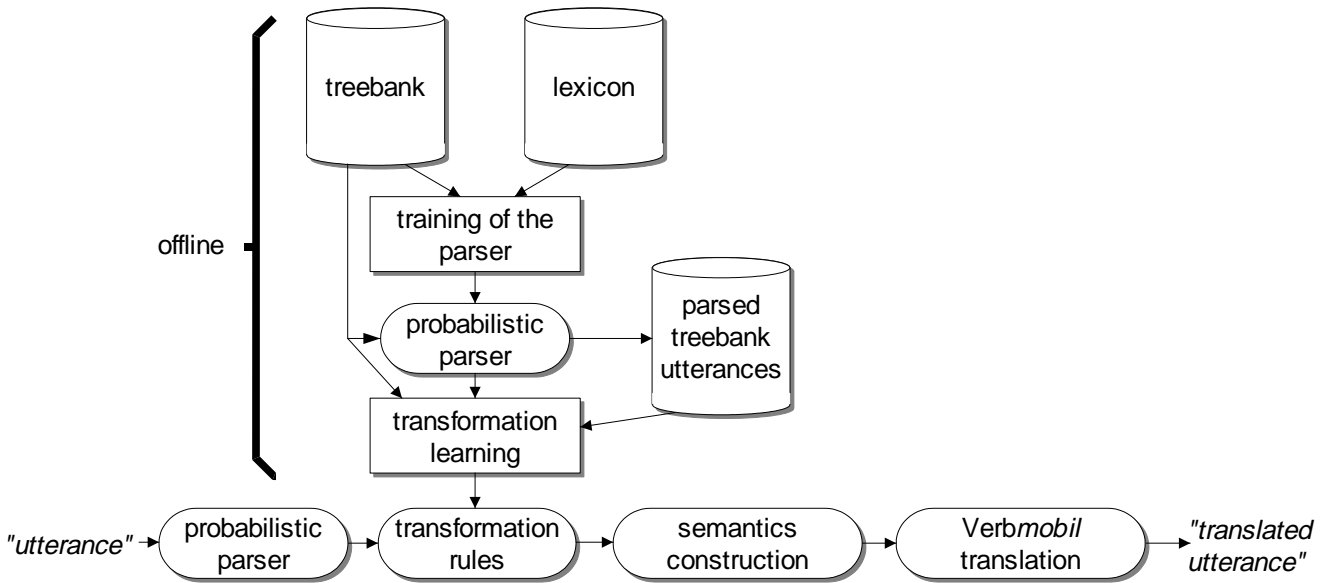 treebank
lexicon
training of the
parser
offline
probabilistic
parser
parsed
treebank
utterances
transformation
learning
"utterance"
probabilistic
parser
transformation
rules
semantics
construction
Verbmobil
translation
"translated
utterance"